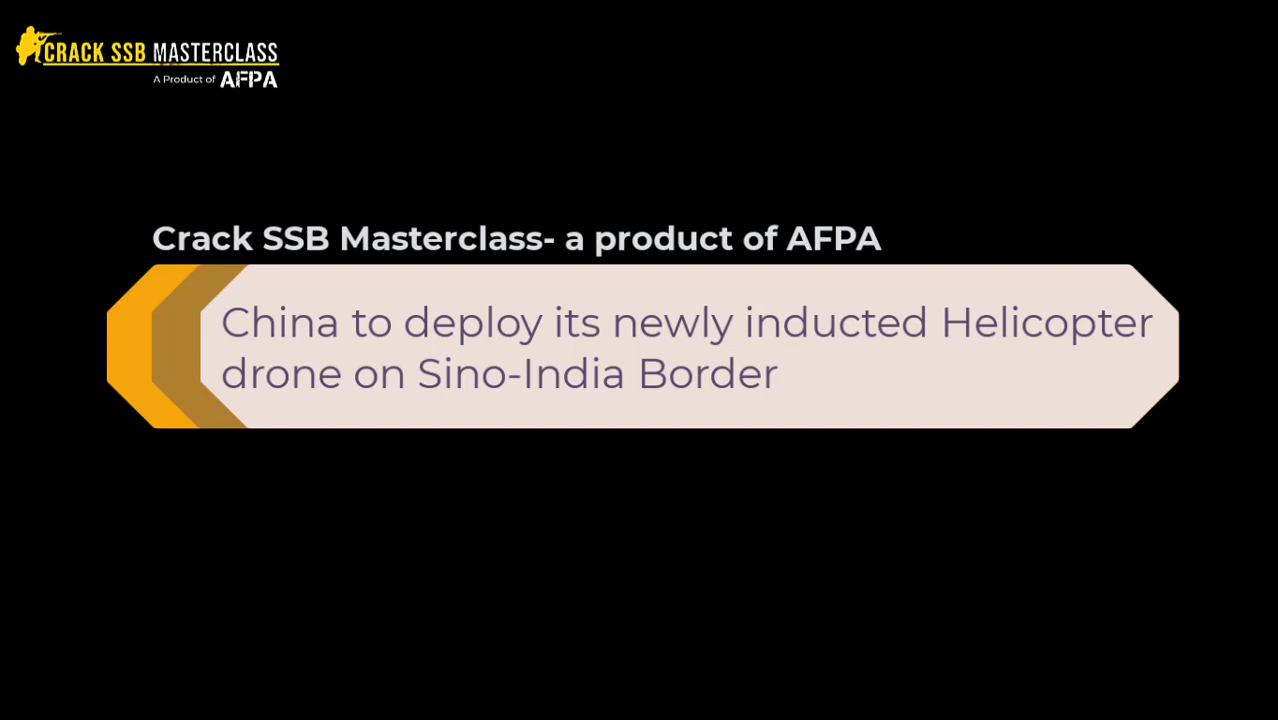 CRACK SSB MASTERCLASS
A Product of AFPA
Crack SSB Masterclass- a product of AFPA
China to deploy its newly inducted Helicopter
drone on Sino-India Border